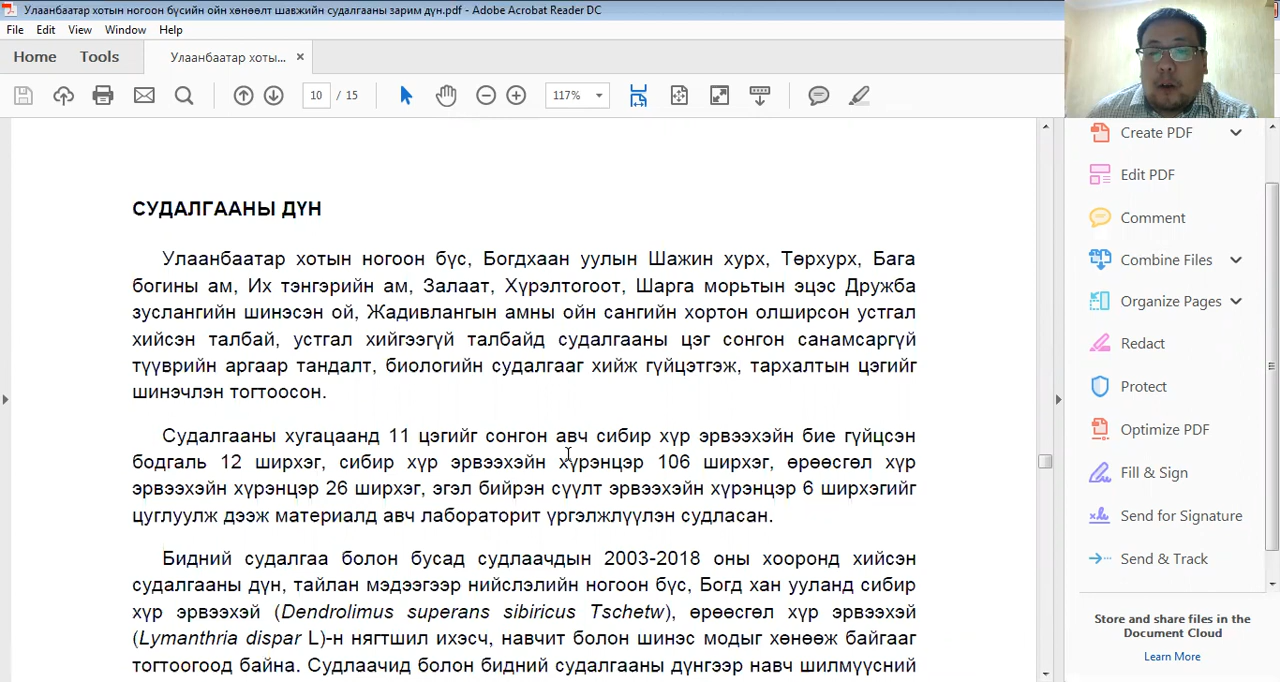 Улаанбаатар хотын ногоон бүсийн ойн хөнөөлт шавжийн судалгааны зарим дүн.pdf - Adobe Acrobat Reader DC
File Edit View Window Help
Home Tools Улаанбаатар хоты... ×
10 / 15 117%
Create PDF
Edit PDF
Comment
Combine Files
Organize Pages
Redact
Protect
Optimize PDF
Fill & Sign
Send for Signature
Send & Track
Store and share files in the
Document Cloud
Learn More
СУДАЛГААНЫ ДҮН
Улаанбаатар хотын ногоон бүс, Богдхаан уулын Шажин хурх, Төрхурх, Бага
богины ам, Их тэнгэрийн ам, Залаат, Хүрэлтогоот, Шарга морьтын эцэс Дружба
зуслангийн шинэсэн ой, Жадивлангын амны ойн сангийн хортон олширсон устгал
хийсэн талбай, устгал хийгээгүй талбайд судалгааны цэг сонгон санамсаргүй
түүврийн аргаар тандалт, биологийн судалгааг хийж гүйцэтгэж, тархалтын цэгийг
шинэчлэн тогтоосон.
Судалгааны хугацаанд 11 цэгийг сонгон авч сибир хүр эрвээхэйн бие гүйцсэн
бодгаль 12 ширхэг, сибир хүр эрвээхэйн хүрэнцэр 106 ширхэг, өрөөсгөл хүр
эрвээхэйн хүрэнцэр 26 ширхэг, эгэл бийрэн сүүлт эрвээхэйн хүрэнцэр 6 ширхэгийг
цуглуулж дээж материалд авч лабораторит үргэлжлүүлэн судласан.
Бидний судалгаа болон бусад судлаачдын 2003-2018 оны хооронд хийсэн
судалгааны дүн, тайлан мэдээгээр нийслэлийн ногоон бүс, Богд хан ууланд сибир
хүр эрвээхэй (Dendrolimus superans sibiricus Tschetw), өрөөсгөл хүр эрвээхэй
(Lymanthria dispar L)-н нягтшил ихэсч, навчит болон шинэс модыг хөнөөж байгааг
тогтоогоод байна. Судлаачид болон бидний судалгааны дүнгээр навч шилмүүсний